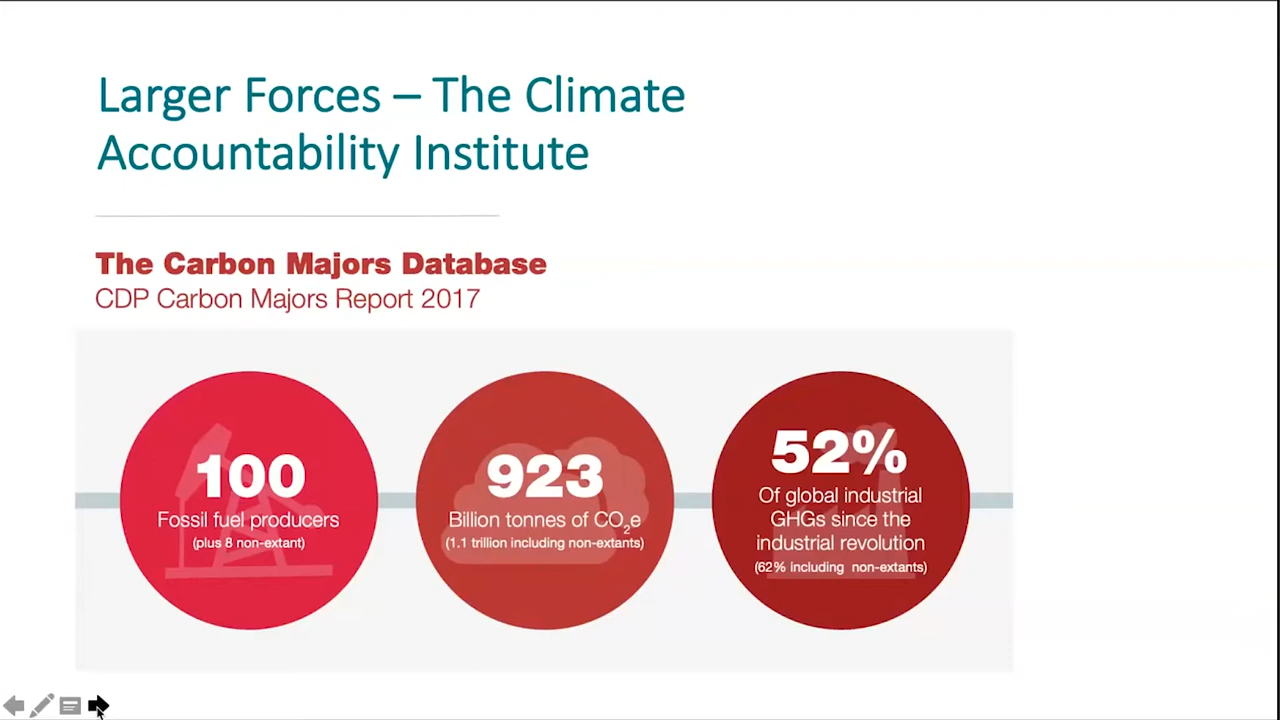 Larger Forces – The Climate
Accountability Institute
The Carbon Majors Database
CDP Carbon Majors Report 2017
100
Fossil fuel producers
(plus 8 non-extant)
923
Billion tonnes of CO₂e
(1.1 trillion including non-extants)
52%
Of global industrial
GHGs since the
industrial revolution
(62% including non-extants)